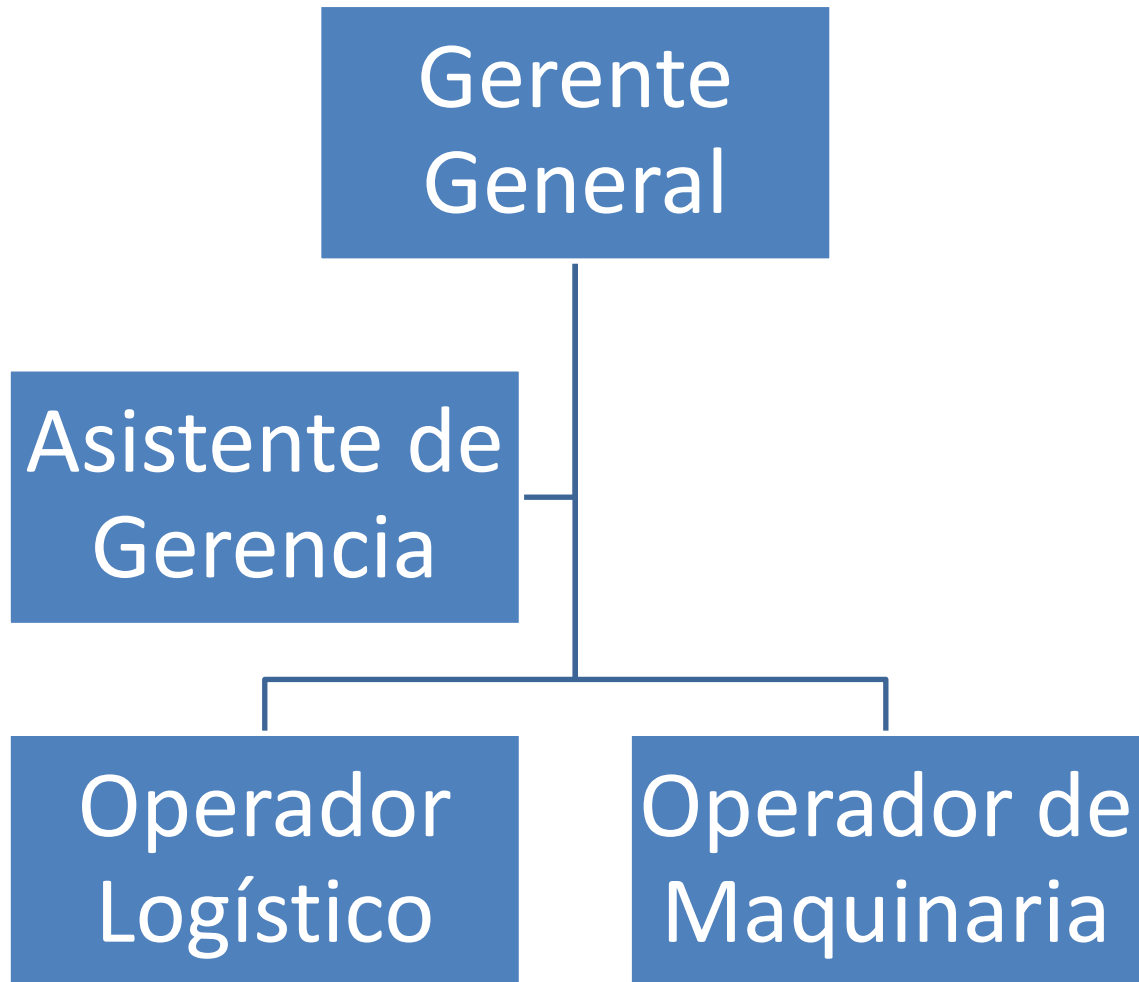 Gerente
General
Asistente de
Gerencia
Operador
Logístico
Operador de
Maquinaria